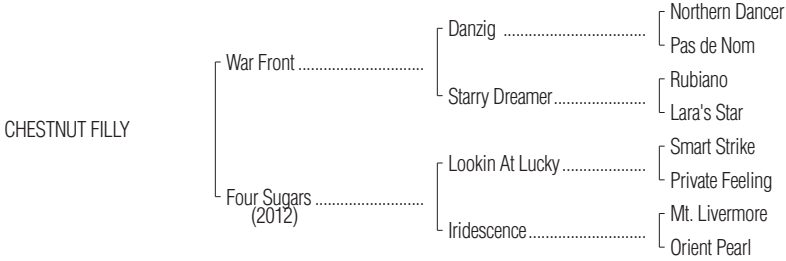 Northern Dancer
Danzig ..................................
Pas de Nom
War Front ..............................
Rubiano
Starry Dreamer......................
Lara's Star
CHESTNUT FILLY
Smart Strike
Lookin At Lucky....................
Private Feeling
Four Sugars ..........................
(2012)
Mt. Livermore
Iridescence............................
Orient Pearl